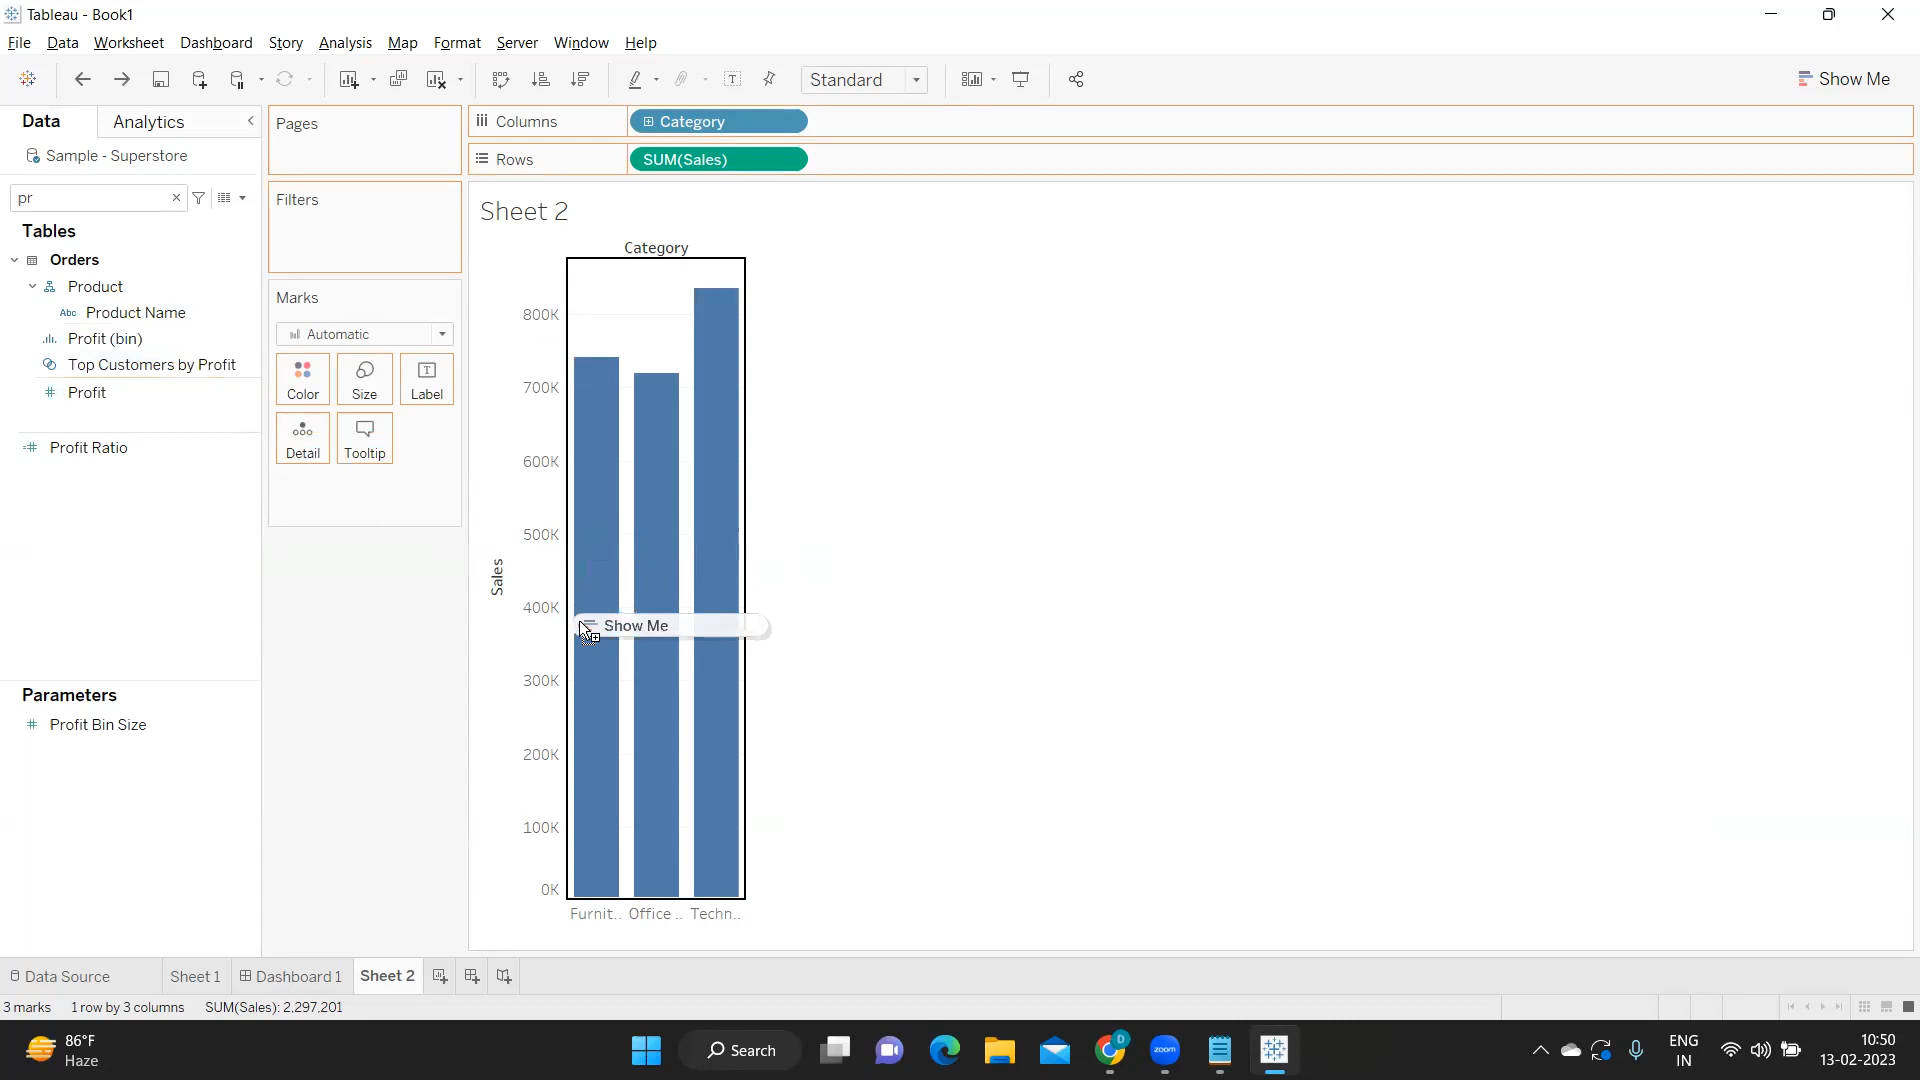 Tableau - Book1
File Data Worksheet Dashboard Story Analysis Map Format Server Window Help
Standard
Show Me
Data
Analytics
Sample - Superstore
pr
Tables
Orders
Product
Abc Product Name
Profit (bin)
Top Customers by Profit
Profit
Profit Ratio
Parameters
Profit Bin Size
Pages
Filters
Marks
Automatic
Color
Size
Label
Detail
Tooltip
Columns
Category
Rows
SUM(Sales)
Sheet 2
Category
800K
700K
600K
500K
400K
300K
200K
100K
0K
Sales
Show Me
Furnit.. Office .. Techn..
Data Source
Sheet 1
Dashboard 1
Sheet 2
3 marks 1 row by 3 columns SUM(Sales): 2,297,201
86°F
Haze
Search
D
zoom
ENG
IN
10:50
13-02-2023